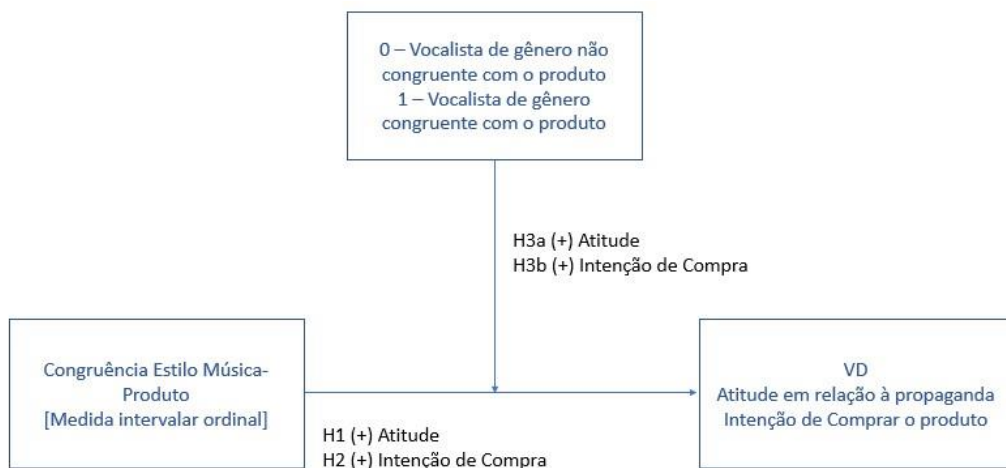 0 – Vocalista de gênero não
congruente com o produto
1 – Vocalista de gênero
congruente com o produto
H3a (+) Atitude
H3b (+) Intenção de Compra
Congruência Estilo Música-
Produto
[Medida intervalar ordinal]
H1 (+) Atitude
H2 (+) Intenção de Compra
VD
Atitude em relação à propaganda
Intenção de Comprar o produto